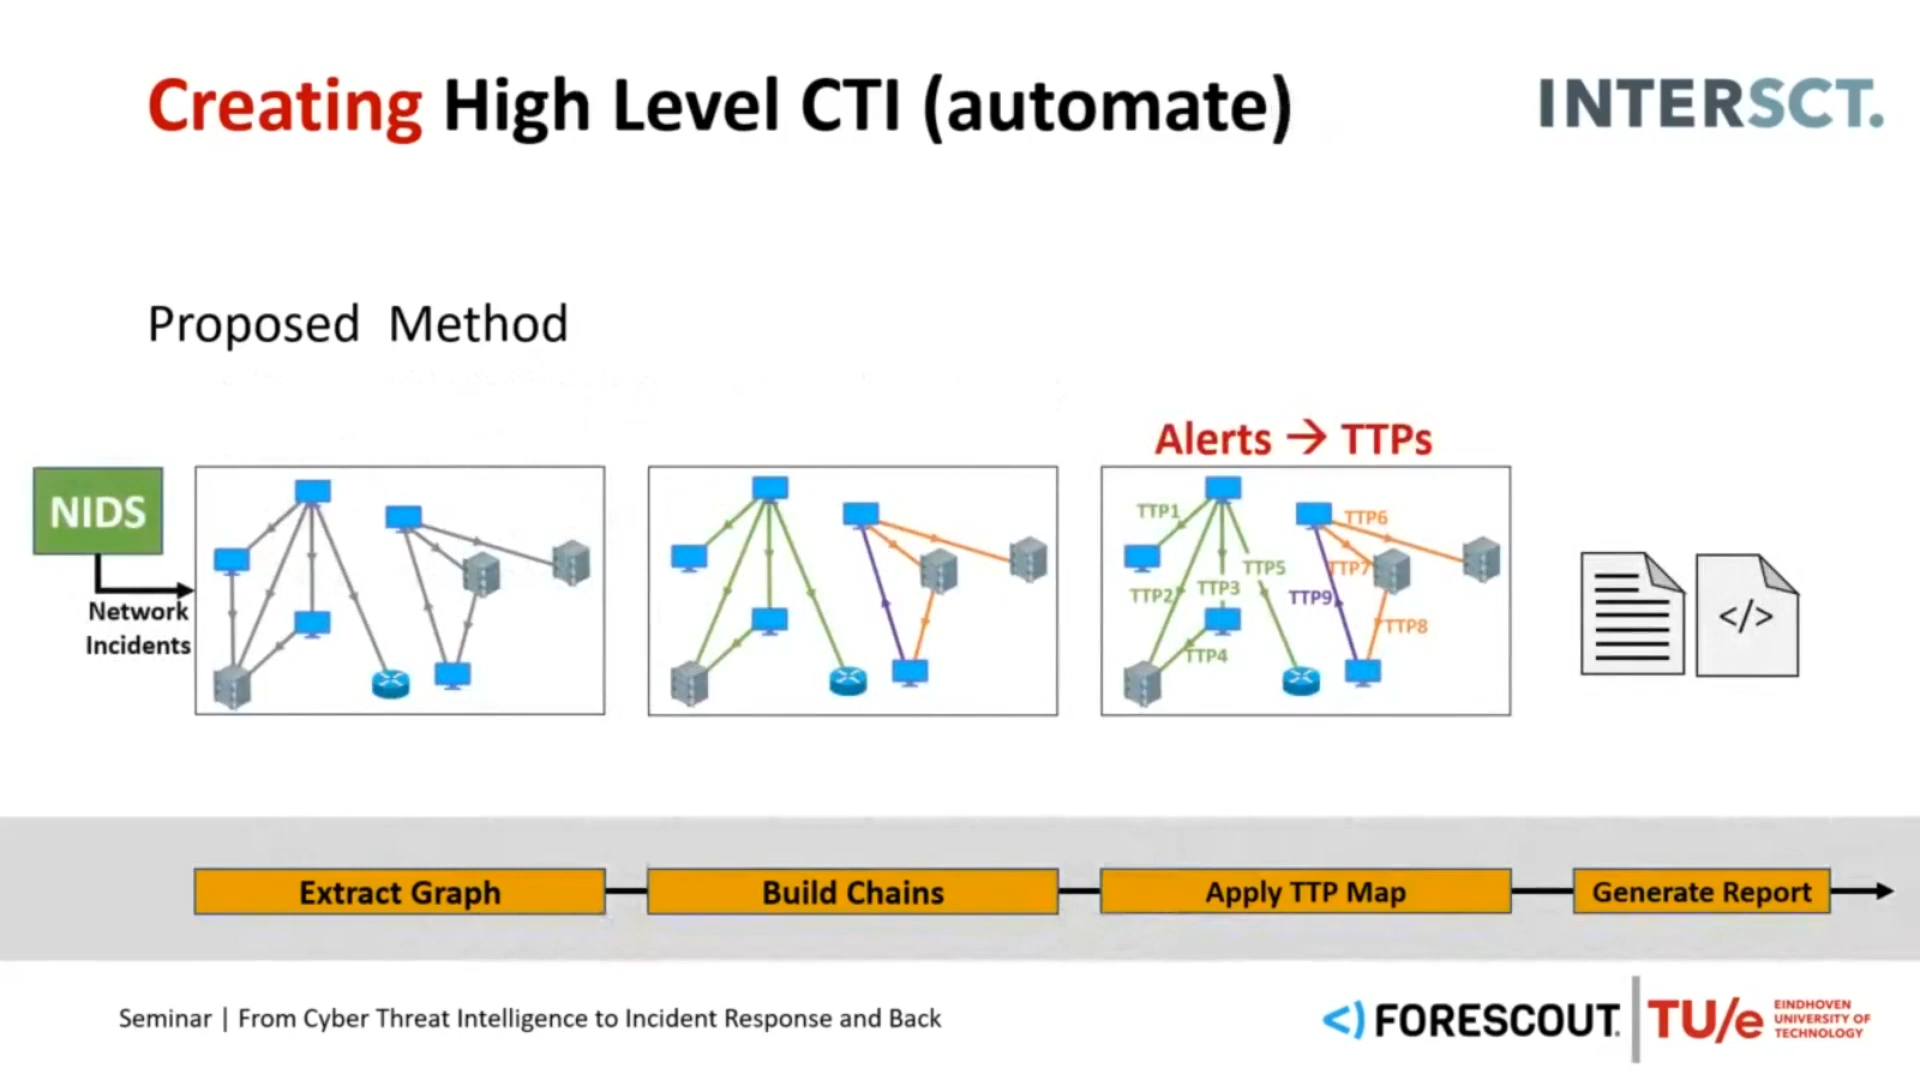 Creating High Level CTI (automate)
INTERSCT.
Proposed Method
Alerts → TTPs
NIDS
Network
Incidents
TTP1
TTP2
TTP3
TTP4
TTP5
TTP6
TTP7
TTP8
TTP9
</>
Extract Graph
Build Chains
Apply TTP Map
Generate Report
Seminar | From Cyber Threat Intelligence to Incident Response and Back
<) FORESCOUT.
TU/e
EINDHOVEN
UNIVERSITY OF
TECHNOLOGY